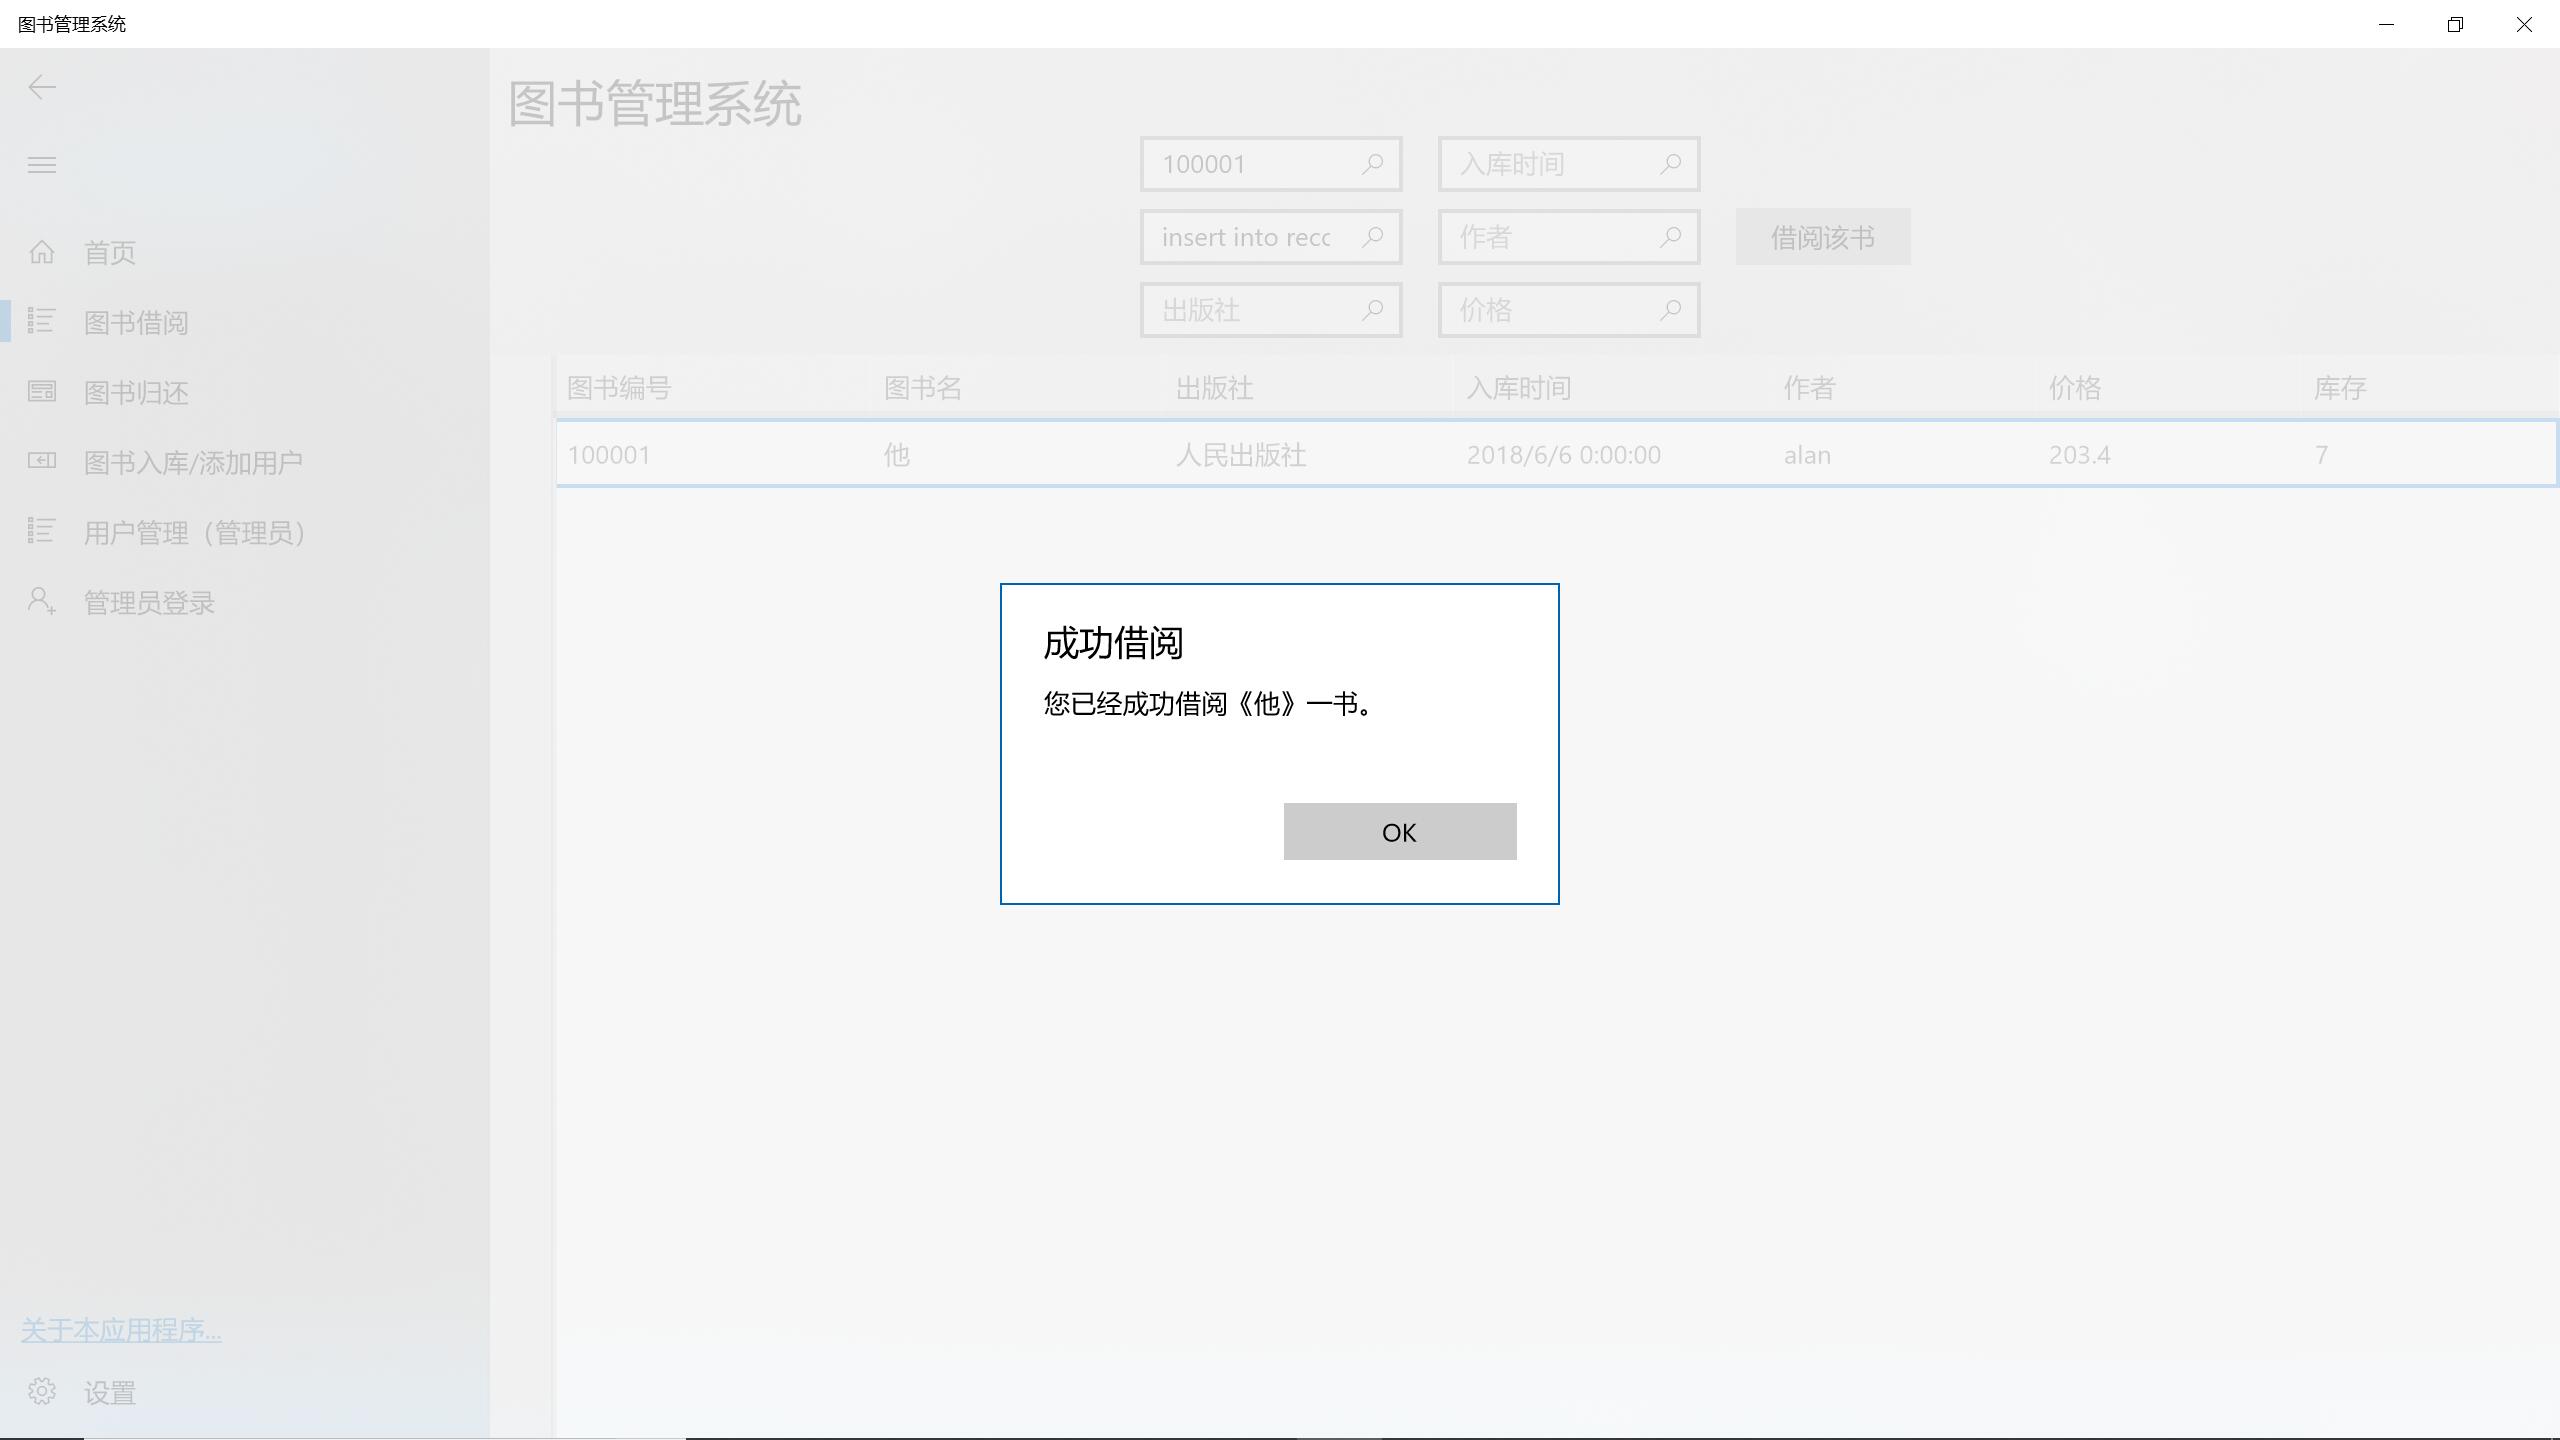 图书管理系统
图书管理系统
100001
入库时间
insert into recc
作者
借阅该书
出版社
价格
首页
图书借阅
图书归还
图书入库/添加用户
用户管理（管理员）
管理员登录
图书编号 图书名 出版社 入库时间 作者 价格 库存
100001 他 人民出版社 2018/6/6 0:00:00 alan 203.4 7
成功借阅
您已经成功借阅《他》一书。
OK
关于本应用程序...
设置